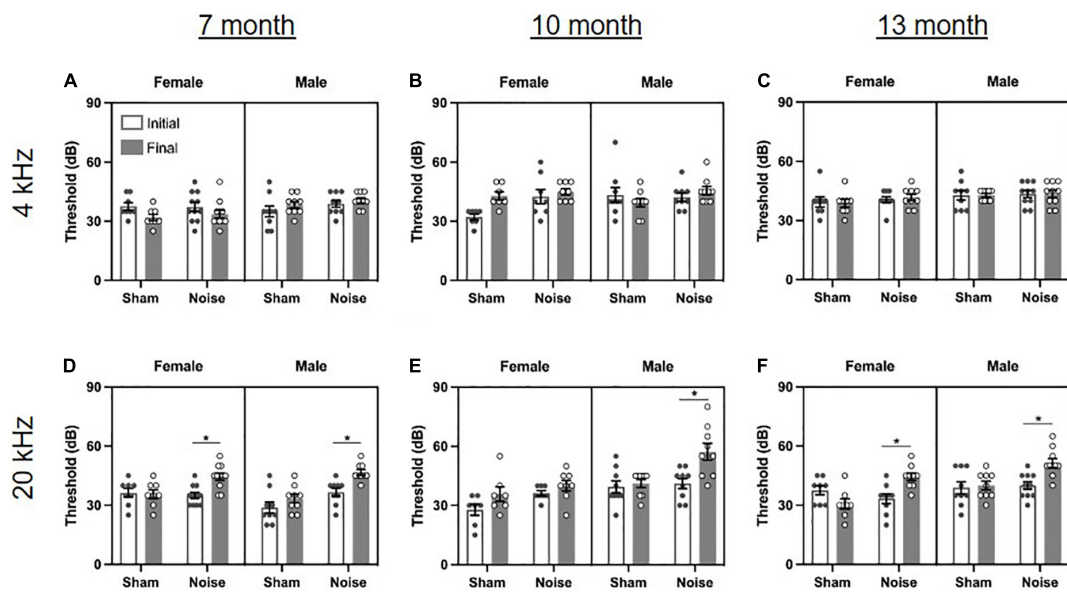 7 month 10 month 13 month
A B C
Female Male Female Male Female Male
4 kHz
Threshold (dB) Threshold (dB) Threshold (dB)
90 90 90
Initial
Final
60 60 60
30 30 30
0 0 0
Sham Noise Sham Noise Sham Noise Sham Noise Sham Noise Sham Noise
D E F
Female Male Female Male Female Male
20 kHz
Threshold (dB) Threshold (dB) Threshold (dB)
90 90 90
* * * * *
60 60 60
30 30 30
0 0 0
Sham Noise Sham Noise Sham Noise Sham Noise Sham Noise Sham Noise